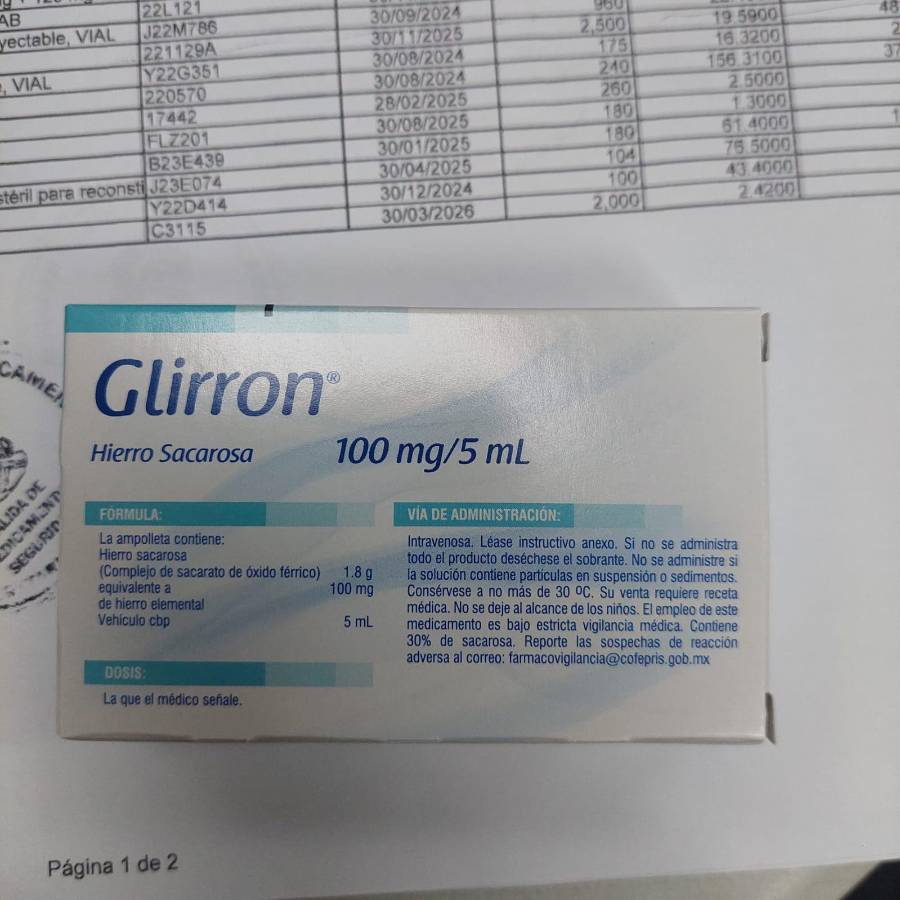 22L121 30/09/2024 960
AB J22M786 30/11/2025 2,500 19.5900 48
yectable, VIAL 221129A 30/08/2024 175 16.3200 2
Y22G351 30/08/2024 240 156.3100 37
, VIAL 220570 28/02/2025 260 2.5000
17442 30/08/2025 180 1.3000
FLZ201 30/01/2025 180 61.4000 1
B23E439 30/04/2025 104 76.5000
stéril para reconsti J23E074 30/12/2024 100 43.4000
Y22D414 30/03/2026 2,000 2.4200
C3115
Glirron®
Hierro Sacarosa 100 mg/5 mL
FÓRMULA:
La ampolleta contiene:
Hierro sacarosa
(Complejo de sacarato de óxido férrico) 1.8 g
equivalente a 100 mg
de hierro elemental
Vehículo cbp 5 mL
DOSIS:
La que el médico señale.
VÍA DE ADMINISTRACIÓN:
Intravenosa. Léase instructivo anexo. Si no se administra
todo el producto deséchese el sobrante. No se administre si
la solución contiene partículas en suspensión o sedimentos.
Consérvese a no más de 30 ºC. Su venta requiere receta
médica. No se deje al alcance de los niños. El empleo de este
medicamento es bajo estricta vigilancia médica. Contiene
30% de sacarosa. Reporte las sospechas de reacción
adversa al correo: farmacovigilancia@cofepris.gob.mx
CAME
LIDA DE
DICAMENT
SEGURID
Página 1 de 2